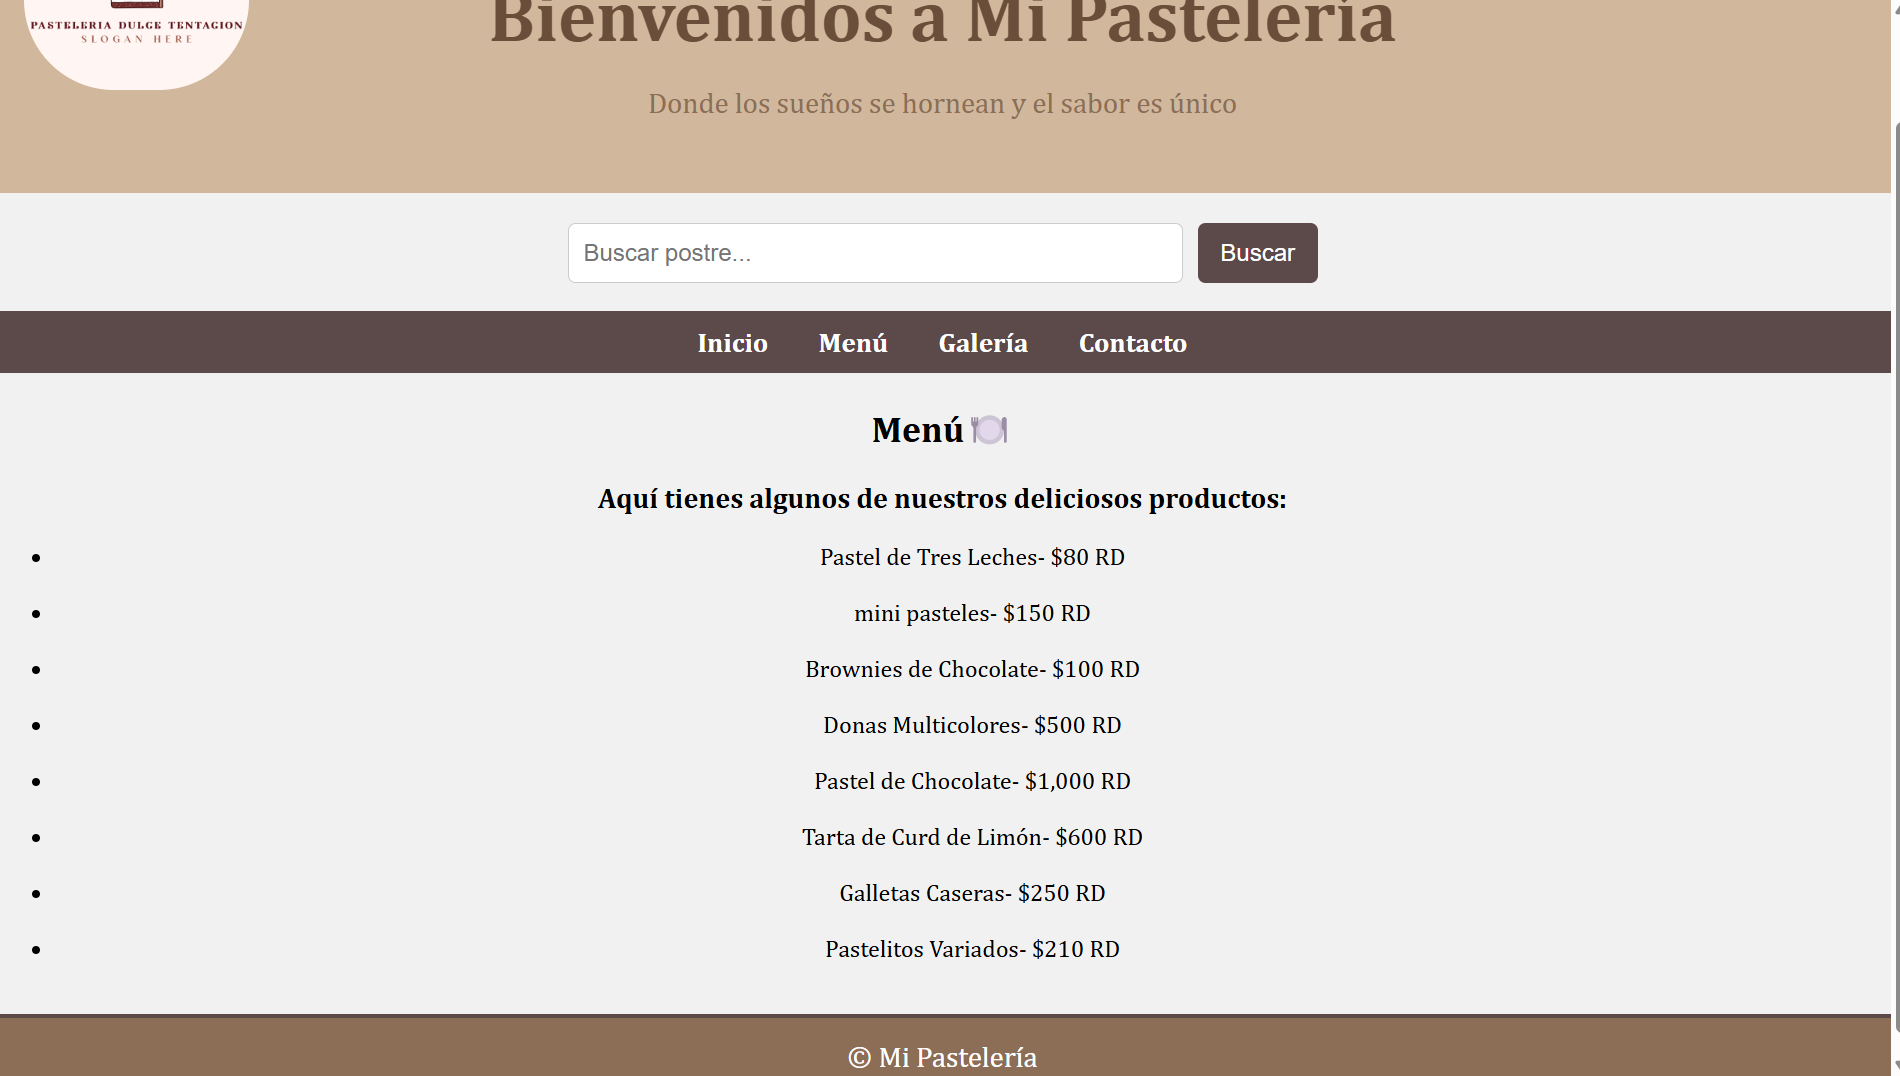 PASTELERIA DULGE TENTAGION
SLOGAN HERE
Bienvenidos a Mi Pastelería
Donde los sueños se hornean y el sabor es único
Buscar postre...
Buscar
Inicio Menú Galería Contacto
Menú🍽️
Aquí tienes algunos de nuestros deliciosos productos:
• Pastel de Tres Leches- $80 RD
• mini pasteles- $150 RD
• Brownies de Chocolate- $100 RD
• Donas Multicolores- $500 RD
• Pastel de Chocolate- $1,000 RD
• Tarta de Curd de Limón- $600 RD
• Galletas Caseras- $250 RD
• Pastelitos Variados- $210 RD
© Mi Pastelería